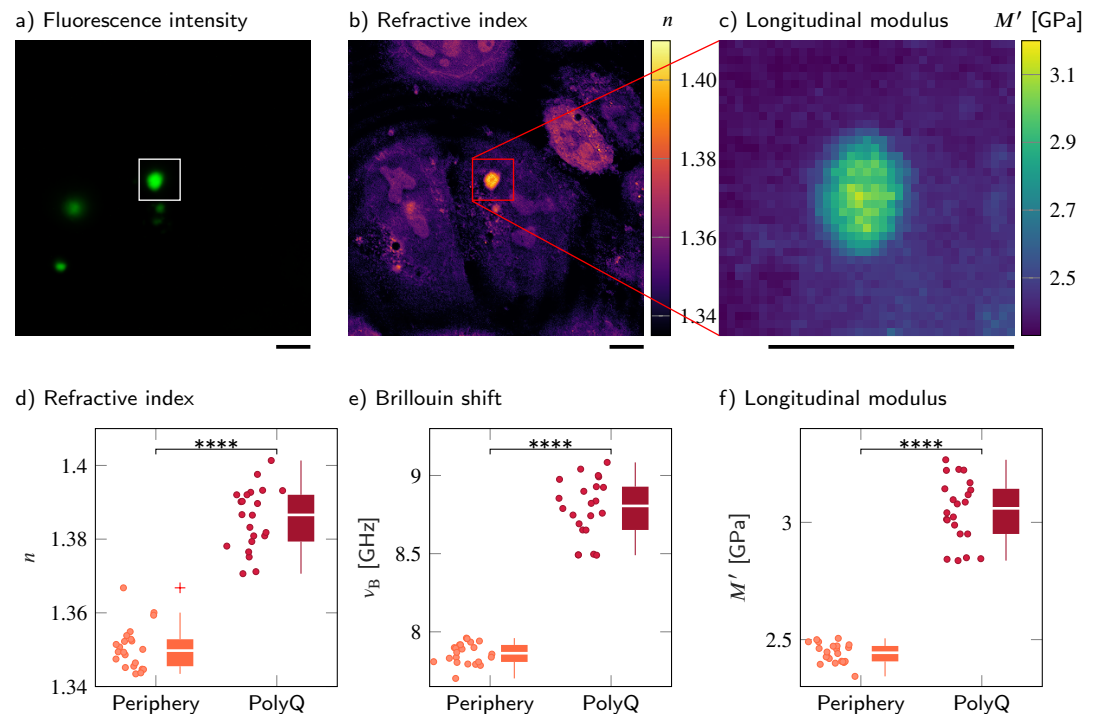 a) Fluorescence intensity
b) Refractive index
n
c) Longitudinal modulus
M′ [GPa]
1.40
1.38
1.36
1.34
3.1
2.9
2.7
2.5
d) Refractive index
e) Brillouin shift
f) Longitudinal modulus
****
1.4
1.38
1.36
1.34
n
Periphery
PolyQ
****
9
8.5
8
ν_B [GHz]
Periphery
PolyQ
****
3
2.5
M′ [GPa]
Periphery
PolyQ